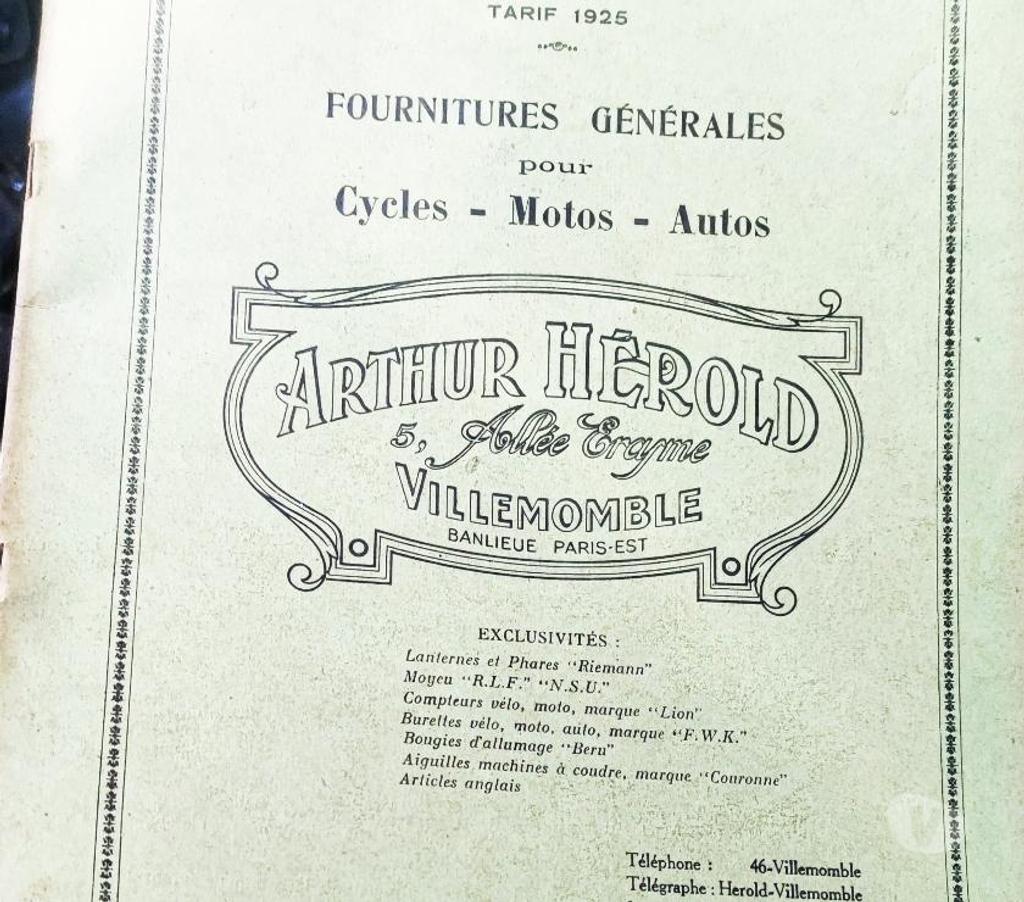 TARIF 1925
FOURNITURES GÉNÉRALES
pour
Cycles - Motos - Autos
ARTHUR HÉROLD
5, Allée Erayme
VILLEMOMBLE
BANLIEUE PARIS-EST
EXCLUSIVITÉS :
Lanternes et Phares "Riemann"
Moyeu "R.L.F." "N.S.U."
Compteurs vélo, moto, marque "Lion"
Burettes vélo, moto, auto, marque "F.W.K."
Bougies d'allumage "Beru"
Aiguilles machines à coudre, marque "Couronne"
Articles anglais
Téléphone : 46-Villemomble
Télégraphe : Herold-Villemomble